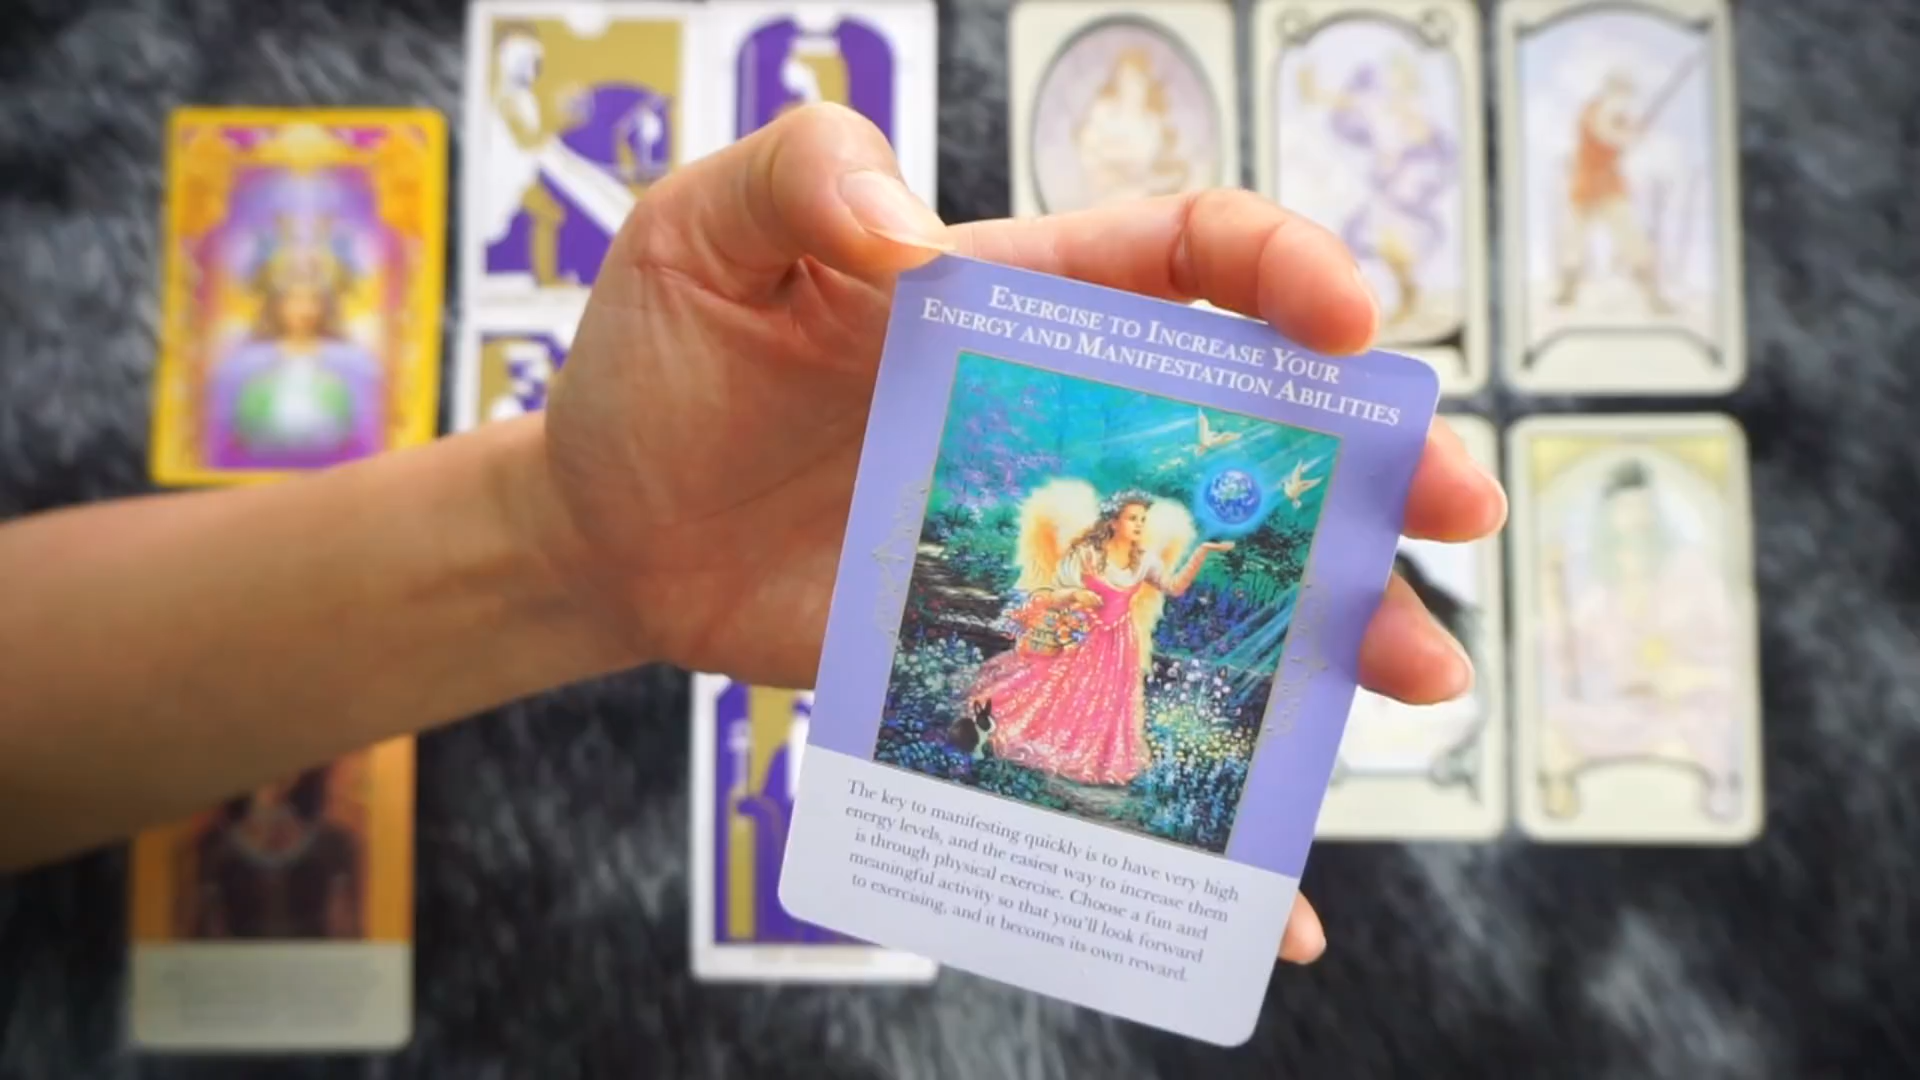 EXERCISE TO INCREASE YOUR
ENERGY AND MANIFESTATION ABILITIES
The key to manifesting quickly is to have very high
energy levels, and the easiest way to increase them
is through physical exercise. Choose a fun and
meaningful activity so that you'll look forward
to exercising, and it becomes its own reward.